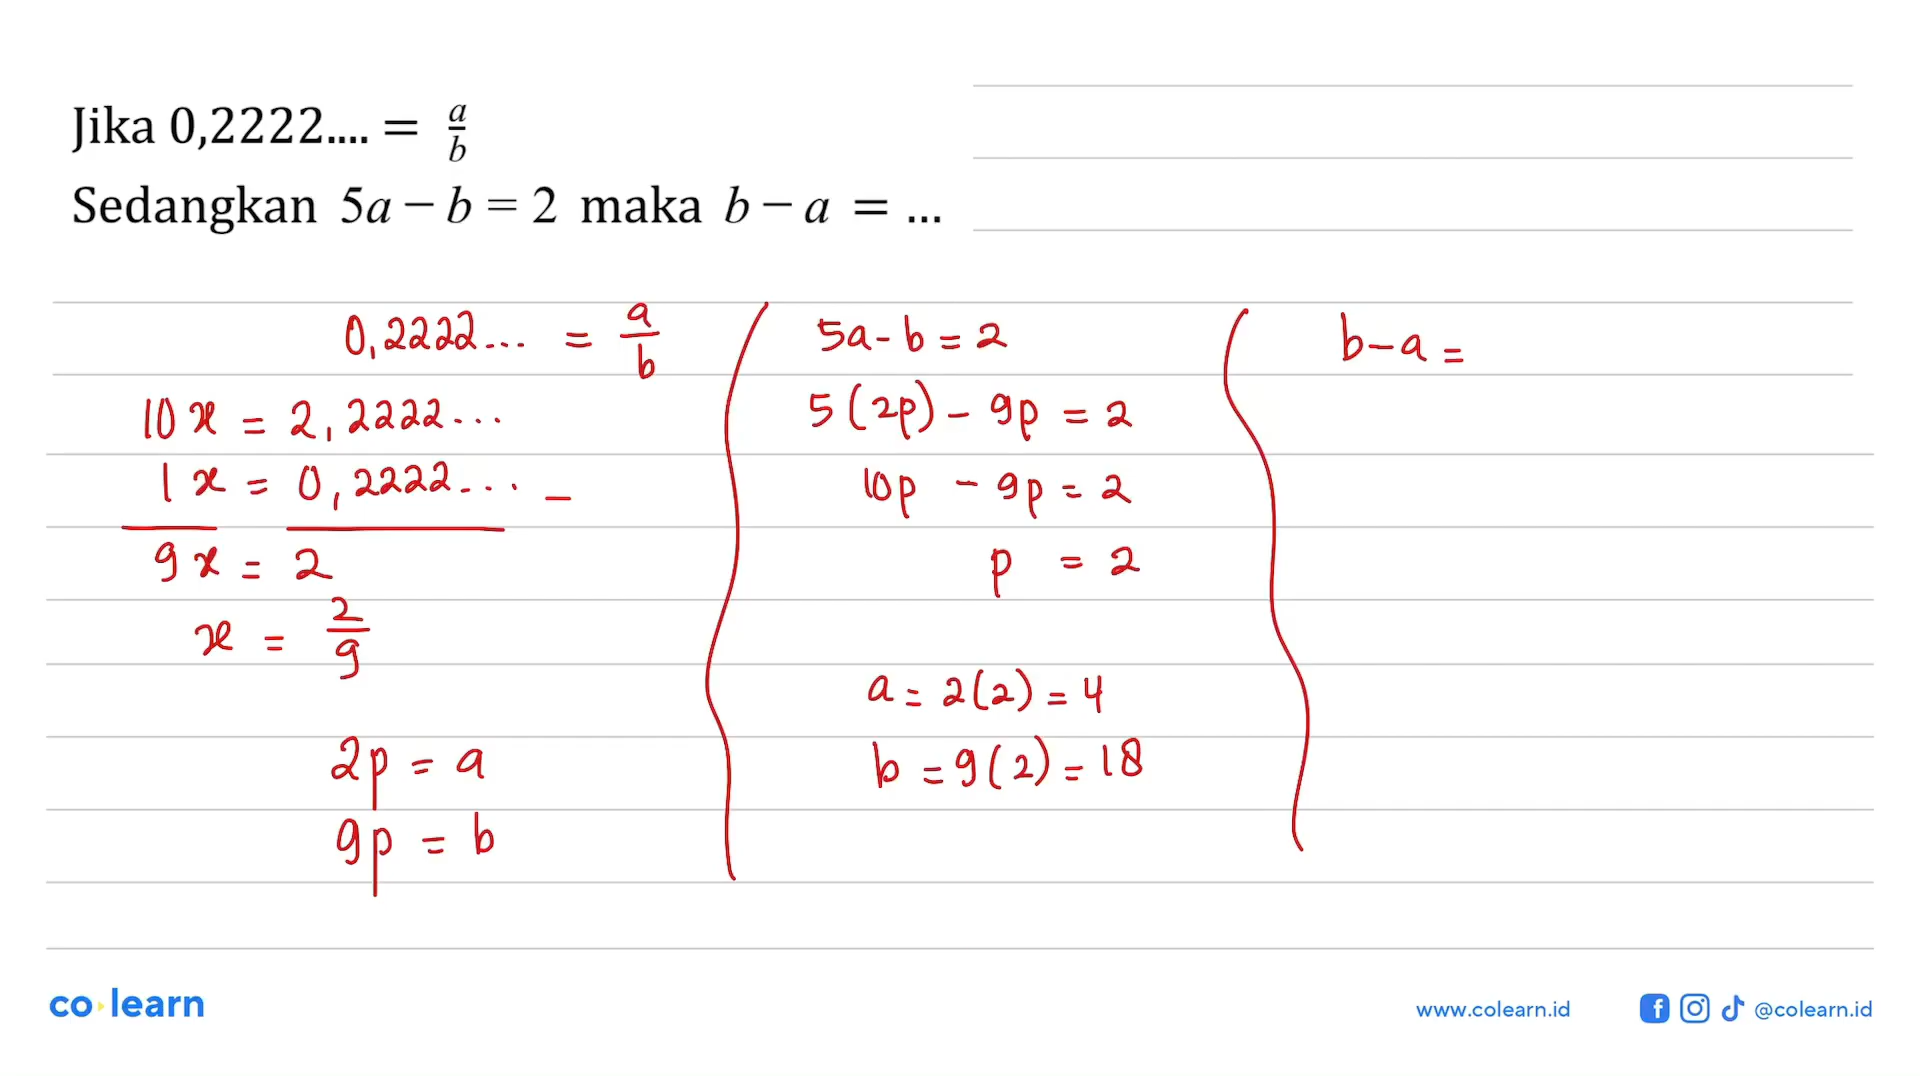 Jika 0,2222.... = a/b
Sedangkan 5a − b = 2 maka b − a = ...
0,2222... = a/b
10x = 2,2222...
1x = 0,2222... −
9x = 2
x = 2/9
2p = a
9p = b
5a - b = 2
5(2p) - 9p = 2
10p - 9p = 2
p = 2
a = 2(2) = 4
b = 9(2) = 18
b - a =
co learn
www.colearn.id
@colearn.id